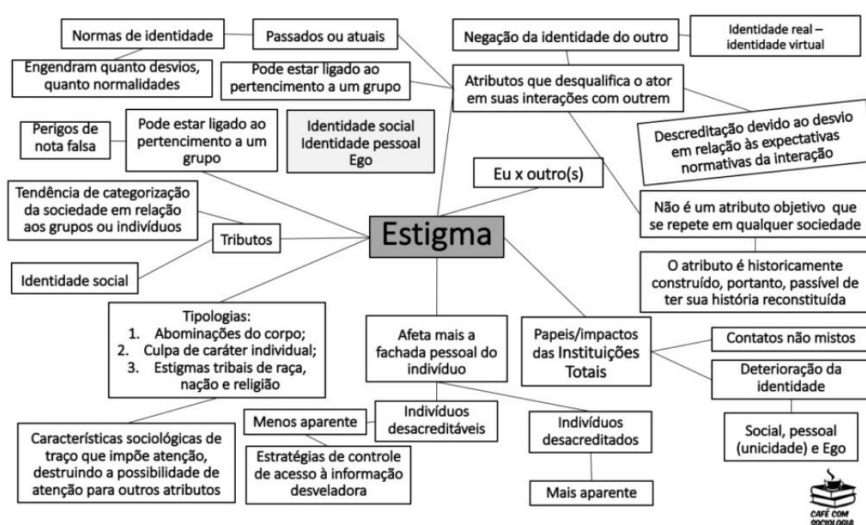 Normas de identidade
Passados ou atuais
Negação da identidade do outro
Identidade real –
identidade virtual
Engendram quanto desvios,
quanto normalidades
Pode estar ligado ao
pertencimento a um grupo
Atributos que desqualifica o ator
em suas interações com outrem
Perigos de
nota falsa
Pode estar ligado ao
pertencimento a um
grupo
Identidade social
Identidade pessoal
Ego
Descreditação devido ao desvio
em relação às expectativas
normativas da interação
Eu x outro(s)
Tendência de categorização
da sociedade em relação
aos grupos ou indivíduos
Tributos
Estigma
Não é um atributo objetivo que
se repete em qualquer sociedade
Identidade social
O atributo é historicamente
construído, portanto, passível de
ter sua história reconstituída
Tipologias:
1. Abominações do corpo;
2. Culpa de caráter individual;
3. Estigmas tribais de raça,
nação e religião
Afeta mais a
fachada pessoal do
indivíduo
Papeis/impactos
das Instituições
Totais
Contatos não mistos
Deterioração da
identidade
Menos aparente
Indivíduos
desacreditáveis
Indivíduos
desacreditados
Social, pessoal
(unicidade) e Ego
Características sociológicas de
traço que impõe atenção,
destruindo a possibilidade de
atenção para outros atributos
Estratégias de controle
de acesso à informação
desveladora
Mais aparente
CAFÉ COM
SOCIOLOGIA